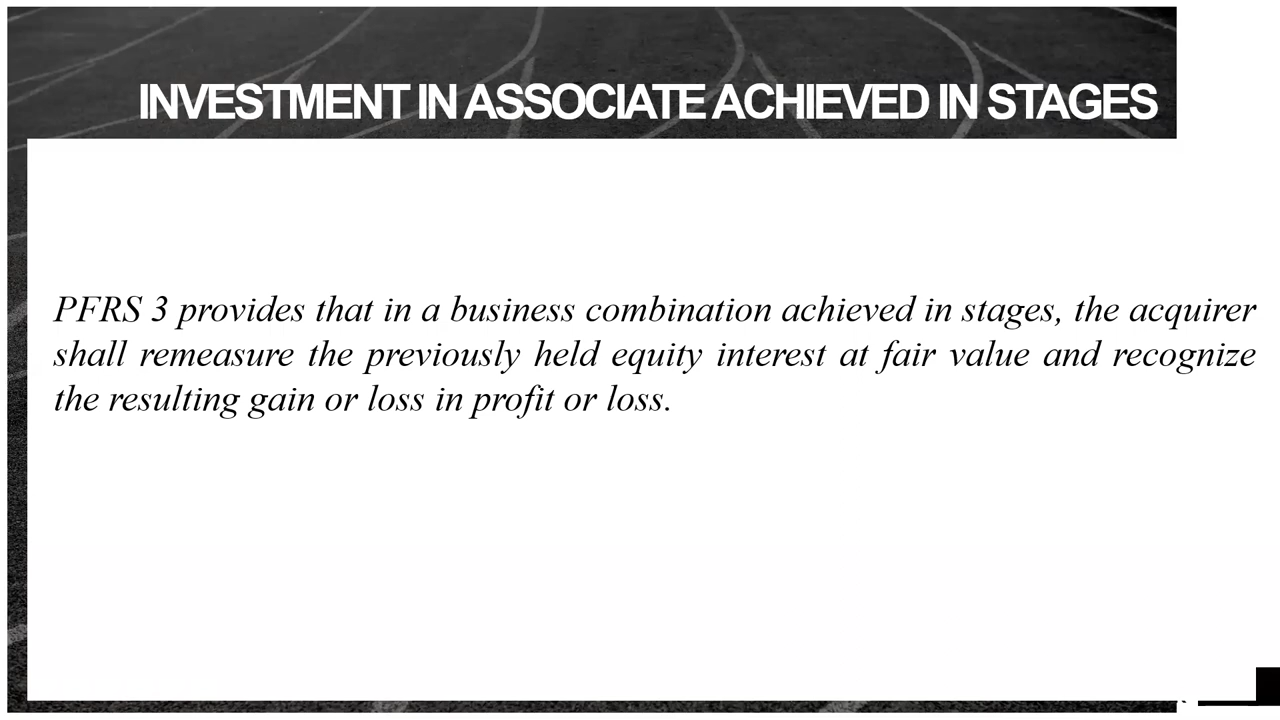 INVESTMENT IN ASSOCIATE ACHIEVED IN STAGES
PFRS 3 provides that in a business combination achieved in stages, the acquirer
shall remeasure the previously held equity interest at fair value and recognize
the resulting gain or loss in profit or loss.